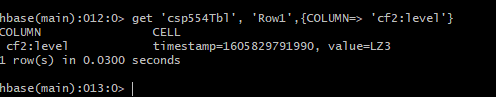 hbase(main):012:0> get 'csp554Tbl', 'Row1',{COLUMN=> 'cf2:level'}
COLUMN CELL
cf2:level timestamp=1605829791990, value=LZ3
1 row(s) in 0.0300 seconds
hbase(main):013:0>